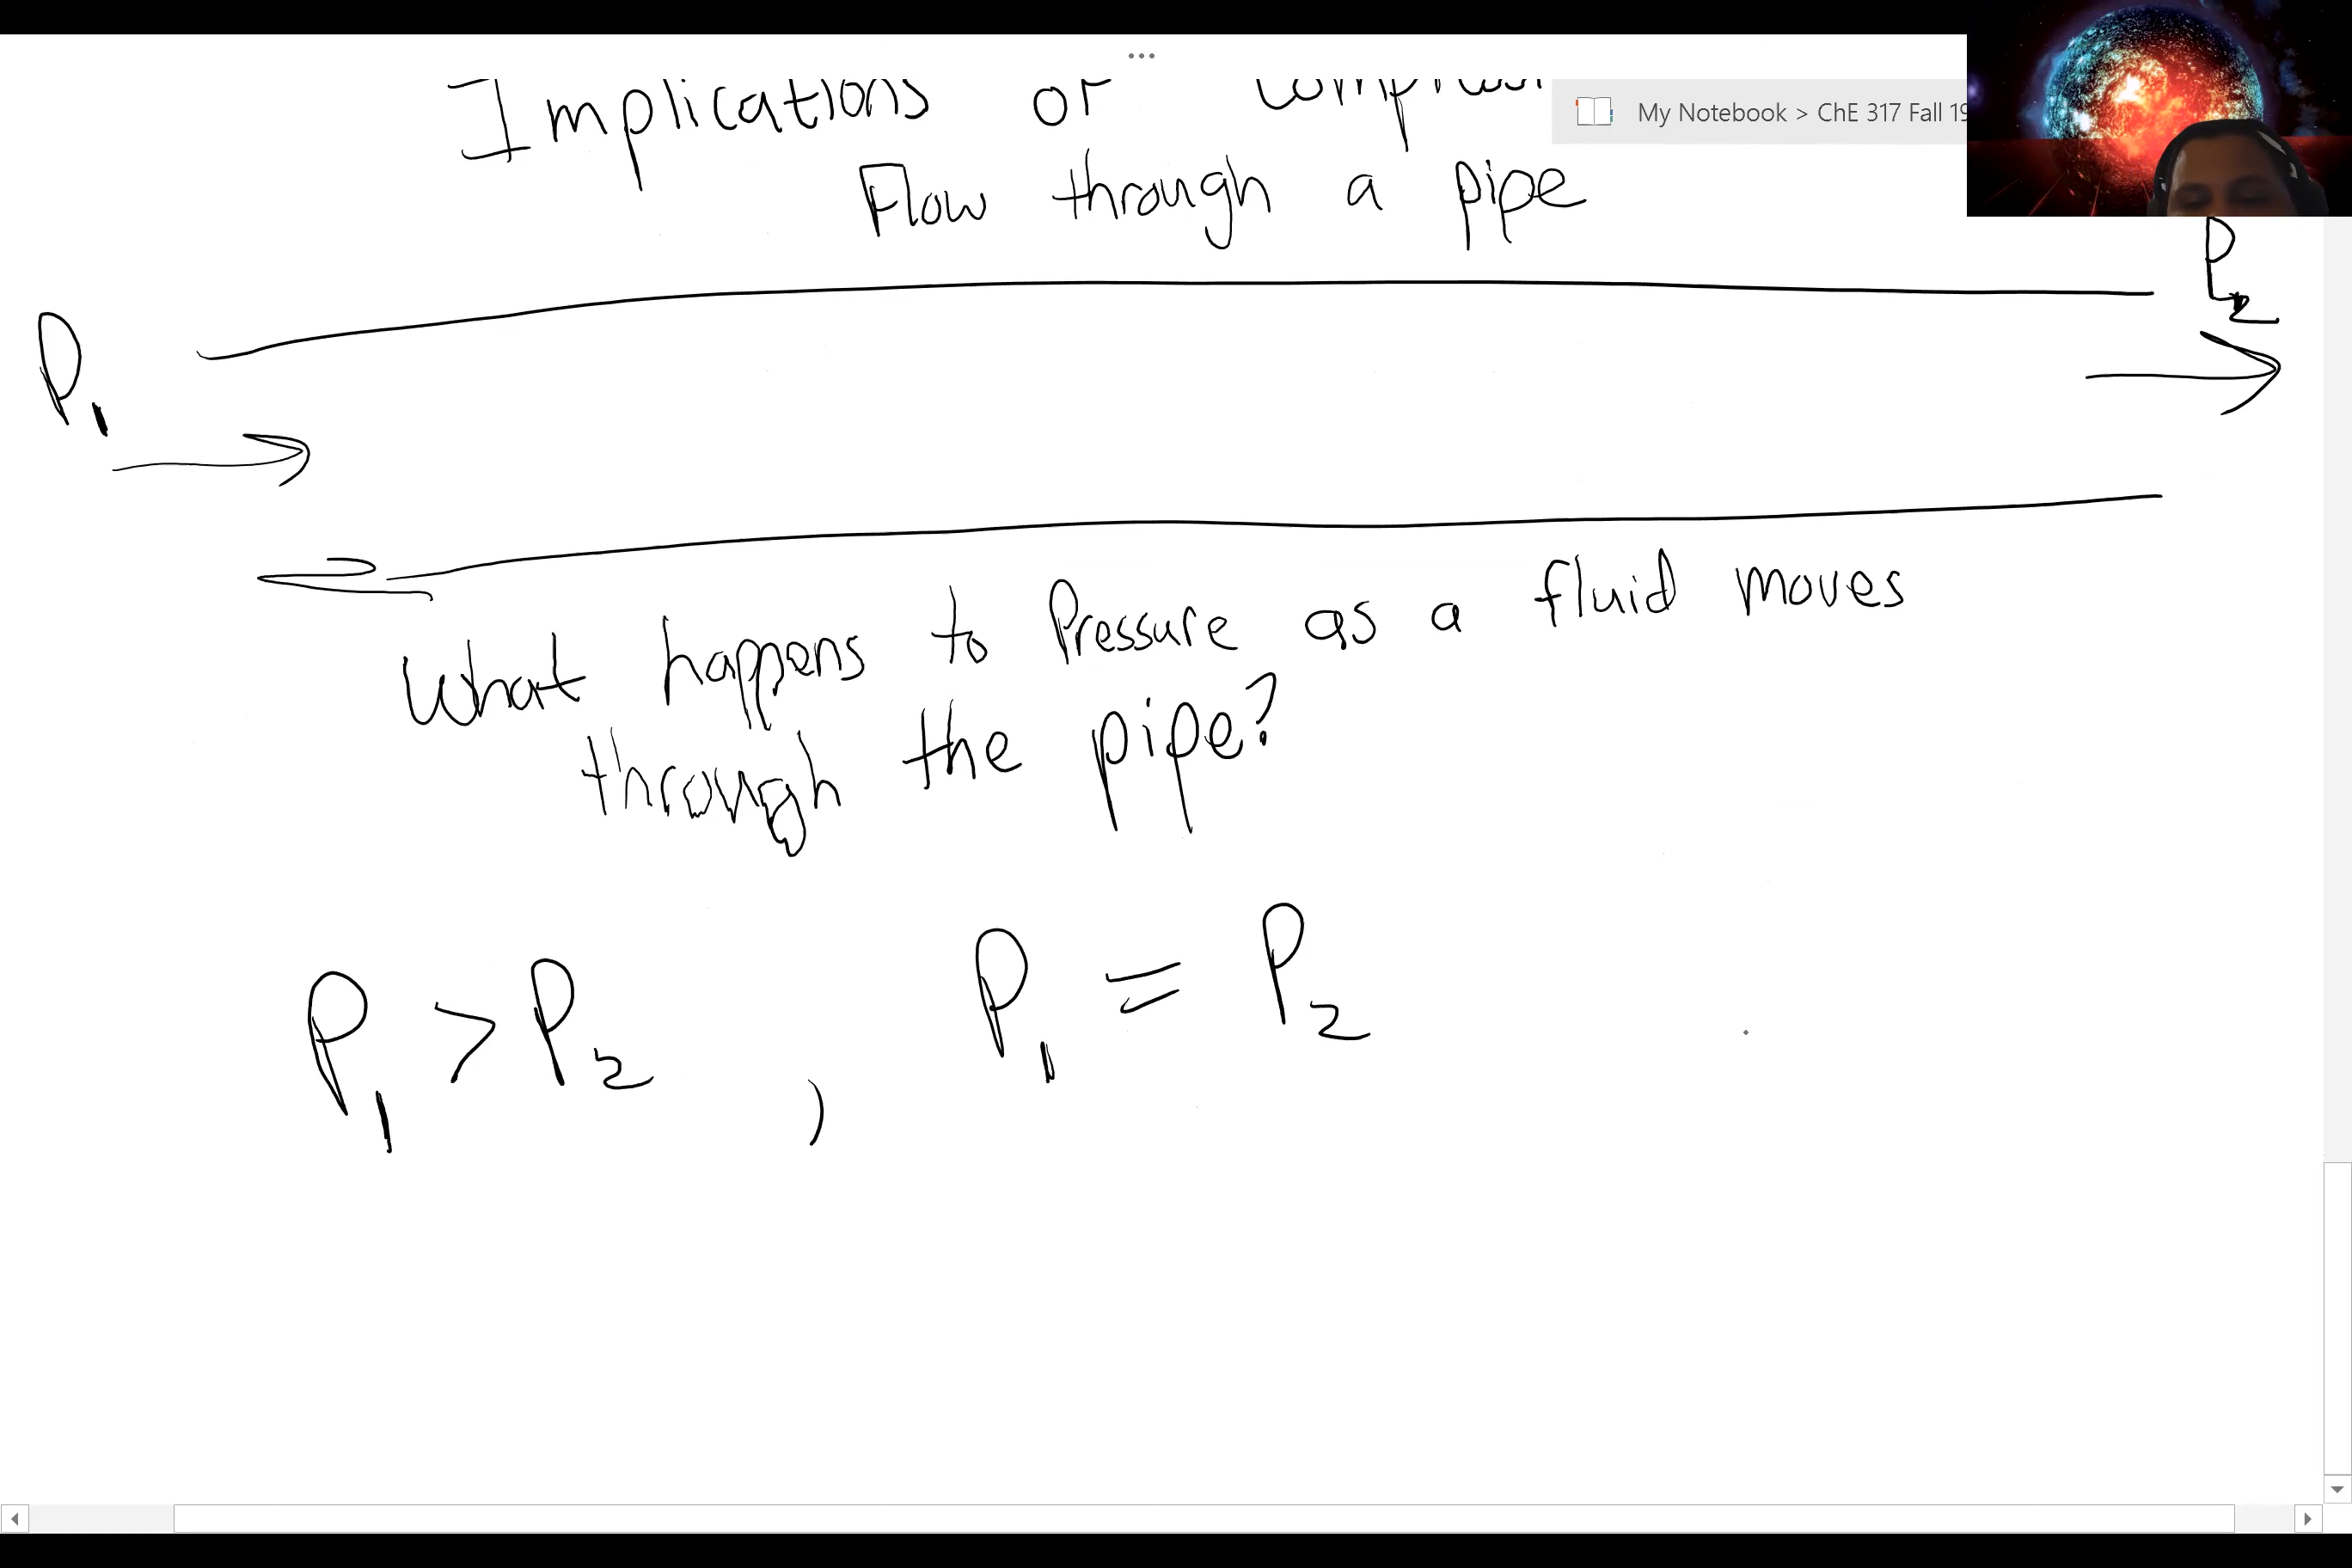 Implications of
My Notebook > ChE 317 Fall 19
Flow through a pipe
P2
P1
What happens to Pressure as a fluid moves
through the pipe?
P1 > P2 , P1 = P2